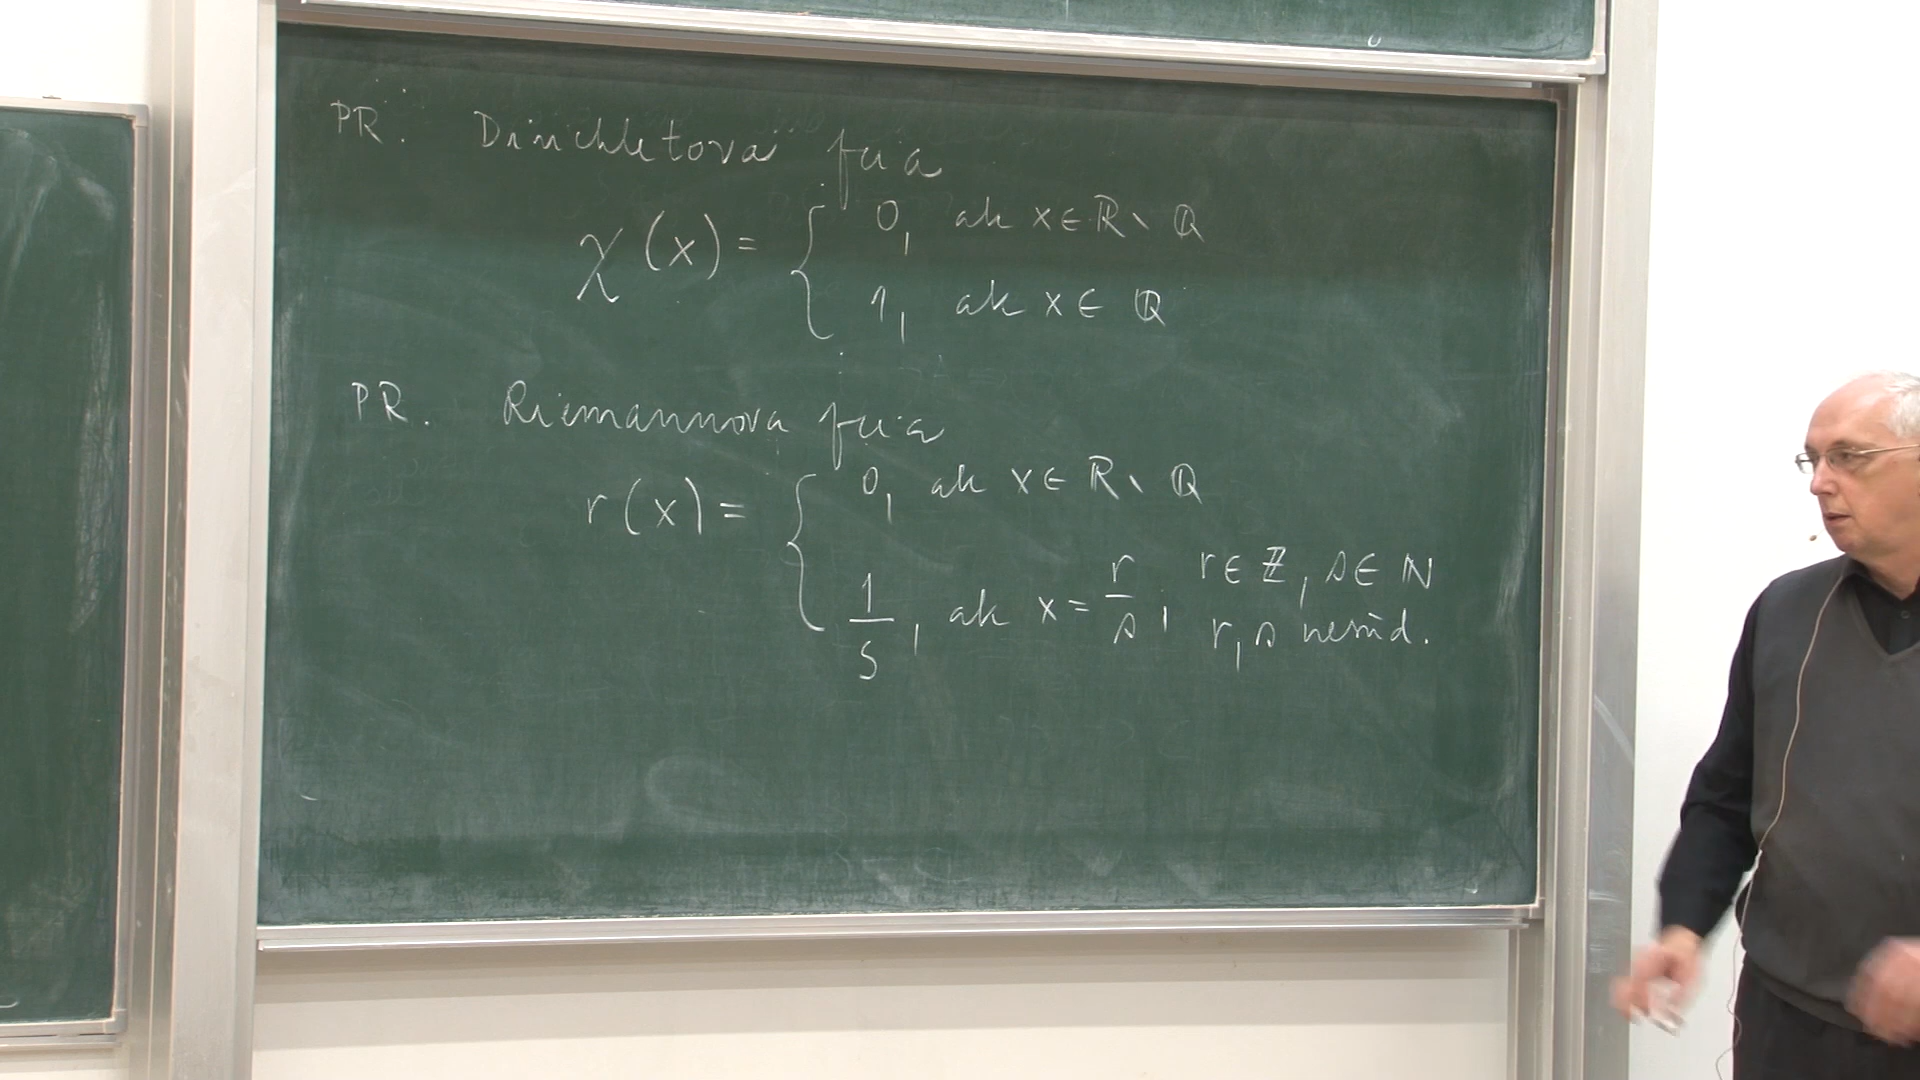 PR. Dirichletova fcia
χ(x) = { 0, ak x ∈ ℝ \ ℚ
1, ak x ∈ ℚ
PR. Riemannova fcia
r(x) = { 0, ak x ∈ ℝ \ ℚ
1/s, ak x = r/s, r ∈ ℤ, s ∈ ℕ
r, s nesúd.